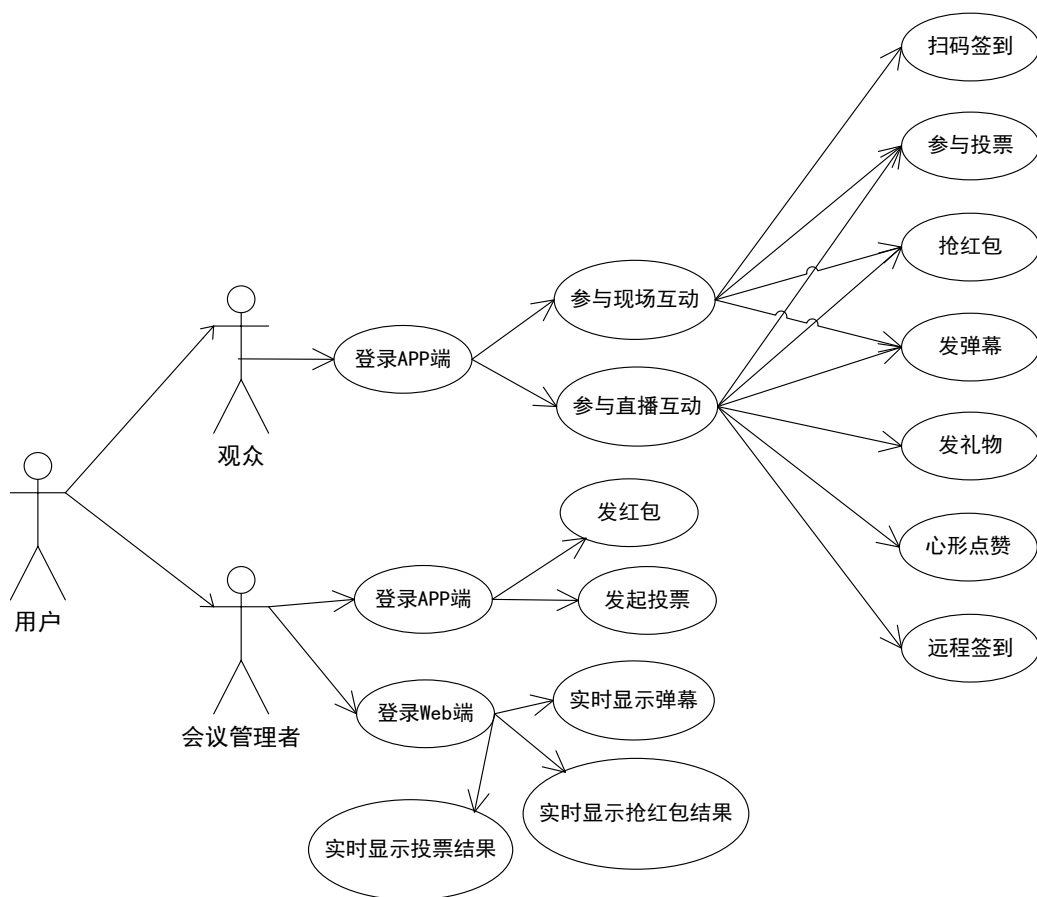 扫码签到
参与投票
抢红包
参与现场互动
发弹幕
登录APP端
参与直播互动
观众
发礼物
发红包
心形点赞
登录APP端
发起投票
用户
远程签到
实时显示弹幕
登录Web端
会议管理者
实时显示抢红包结果
实时显示投票结果